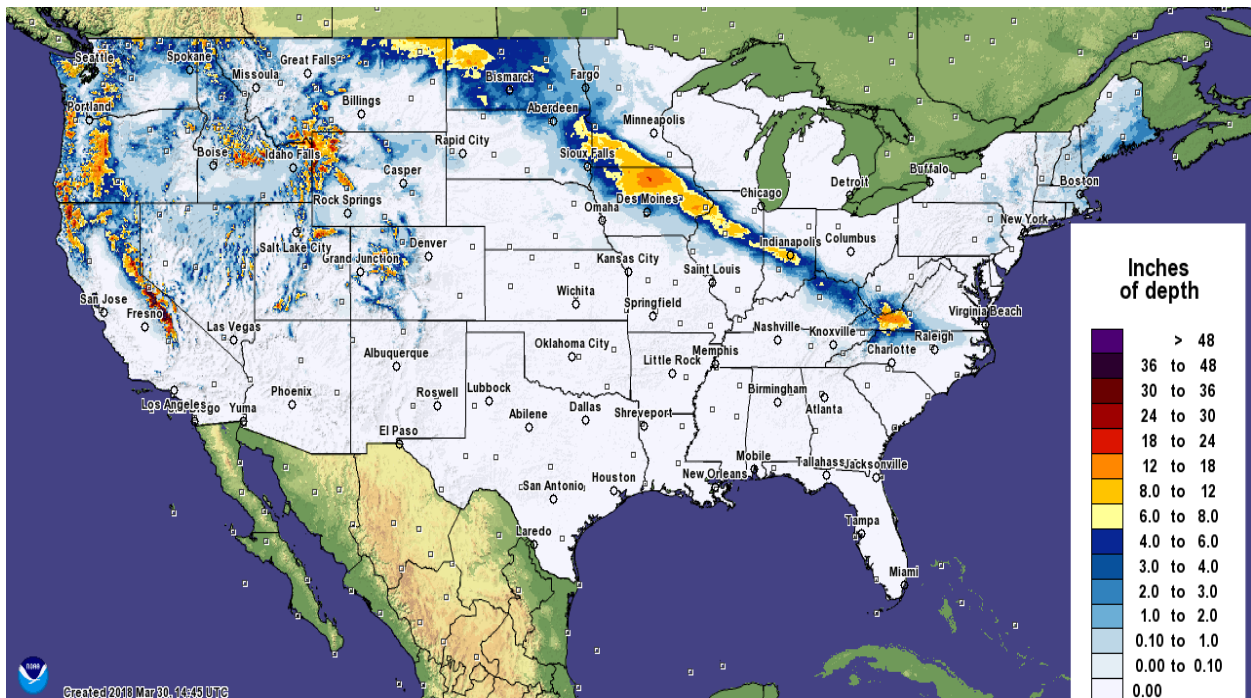 Seattle
Spokane
Great Falls
Missoula
Bismarck
Fargo
Portland
Billings
Aberdeen
Minneapolis
Boise
Idaho Falls
Rapid City
Sioux Falls
Casper
Buffalo
Rock Springs
Omaha
Des Moines
Chicago
Detroit
Boston
Salt Lake City
Denver
Indianapolis
Columbus
New York
Grand Junction
Kansas City
Saint Louis
San Jose
Fresno
Wichita
Springfield
Virginia Beach
Las Vegas
Nashville
Knoxville
Raleigh
Albuquerque
Oklahoma City
Memphis
Charlotte
Little Rock
Los Angeles
go
Yuma
Phoenix
Roswell
Lubbock
Abilene
Dallas
Shreveport
Birmingham
Atlanta
El Paso
Mobile
Tallahass
Jacksonville
San Antonio
Houston
New Orleans
Laredo
Tampa
Miami
Inches
of depth
> 48
36 to 48
30 to 36
24 to 30
18 to 24
12 to 18
8.0 to 12
6.0 to 8.0
4.0 to 6.0
3.0 to 4.0
2.0 to 3.0
1.0 to 2.0
0.10 to 1.0
0.00 to 0.10
0.00
NOAA
Created 2018 Mar 30, 14:45 UTC